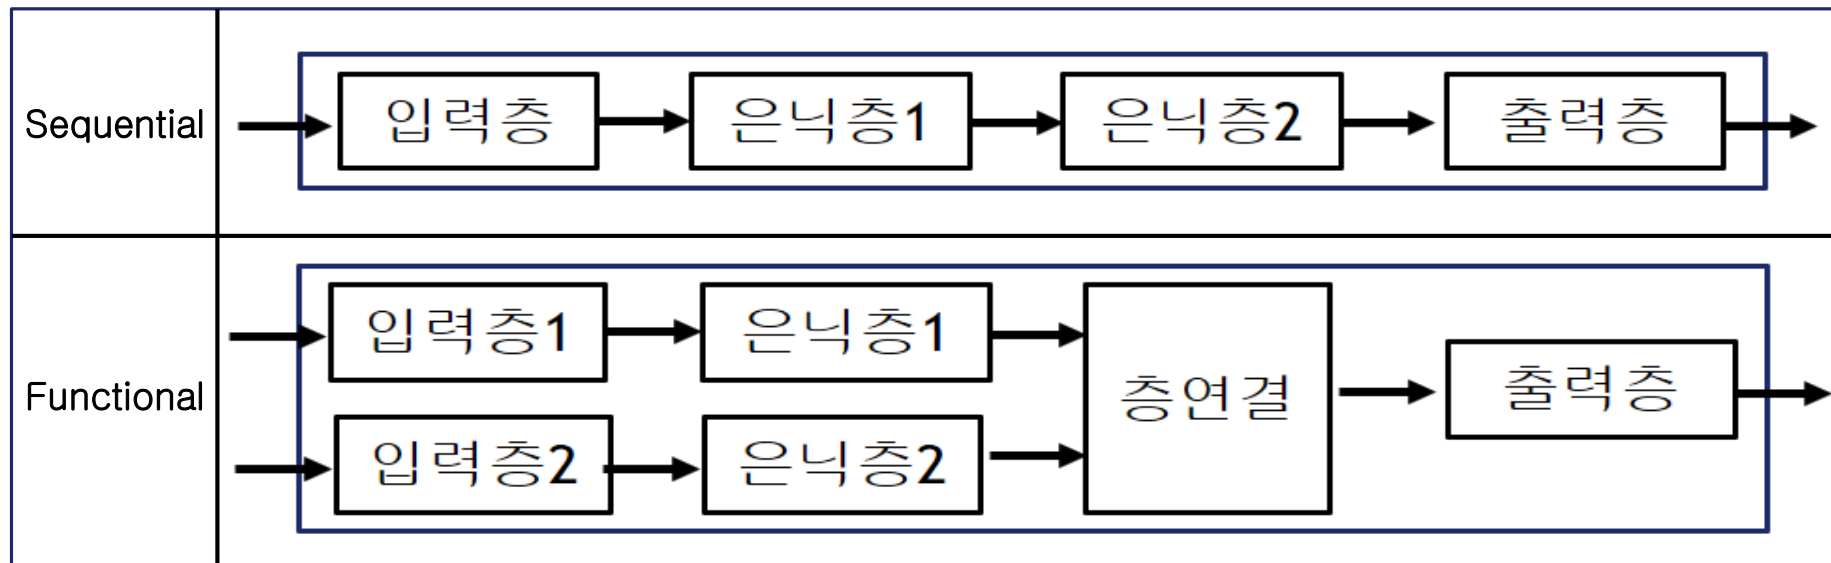 Sequential
입력층
은닉층1
은닉층2
출력층
Functional
입력층1
은닉층1
입력층2
은닉층2
층연결
출력층